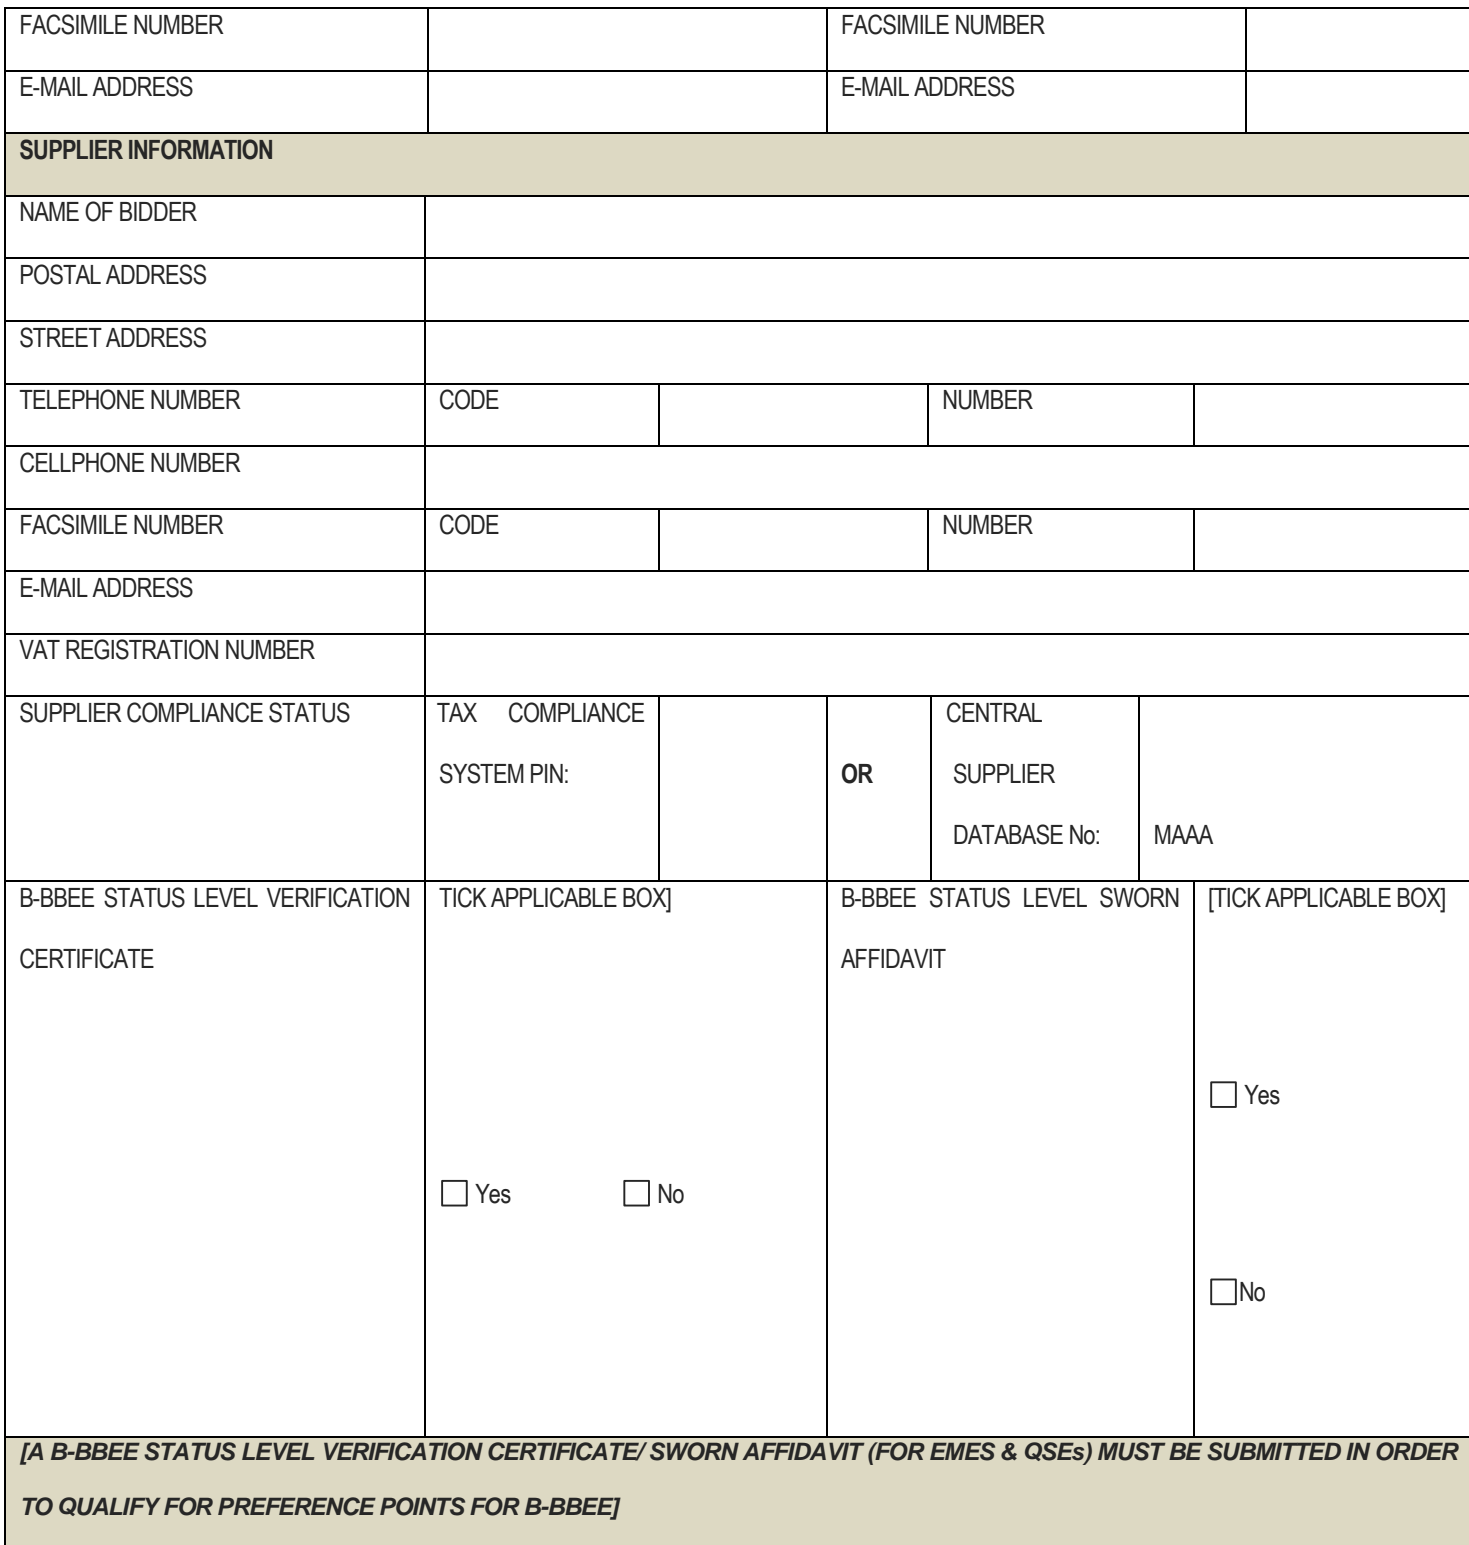 FACSIMILE NUMBER FACSIMILE NUMBER
E-MAIL ADDRESS E-MAIL ADDRESS
SUPPLIER INFORMATION
NAME OF BIDDER
POSTAL ADDRESS
STREET ADDRESS
TELEPHONE NUMBER CODE NUMBER
CELLPHONE NUMBER
FACSIMILE NUMBER CODE NUMBER
E-MAIL ADDRESS
VAT REGISTRATION NUMBER
SUPPLIER COMPLIANCE STATUS
TAX COMPLIANCE
SYSTEM PIN:
OR
CENTRAL
SUPPLIER
DATABASE No:
MAAA
B-BBEE STATUS LEVEL VERIFICATION
CERTIFICATE
TICK APPLICABLE BOX]
Yes No
B-BBEE STATUS LEVEL SWORN
AFFIDAVIT
[TICK APPLICABLE BOX]
Yes
No
[A B-BBEE STATUS LEVEL VERIFICATION CERTIFICATE/ SWORN AFFIDAVIT (FOR EMES & QSEs) MUST BE SUBMITTED IN ORDER
TO QUALIFY FOR PREFERENCE POINTS FOR B-BBEE]